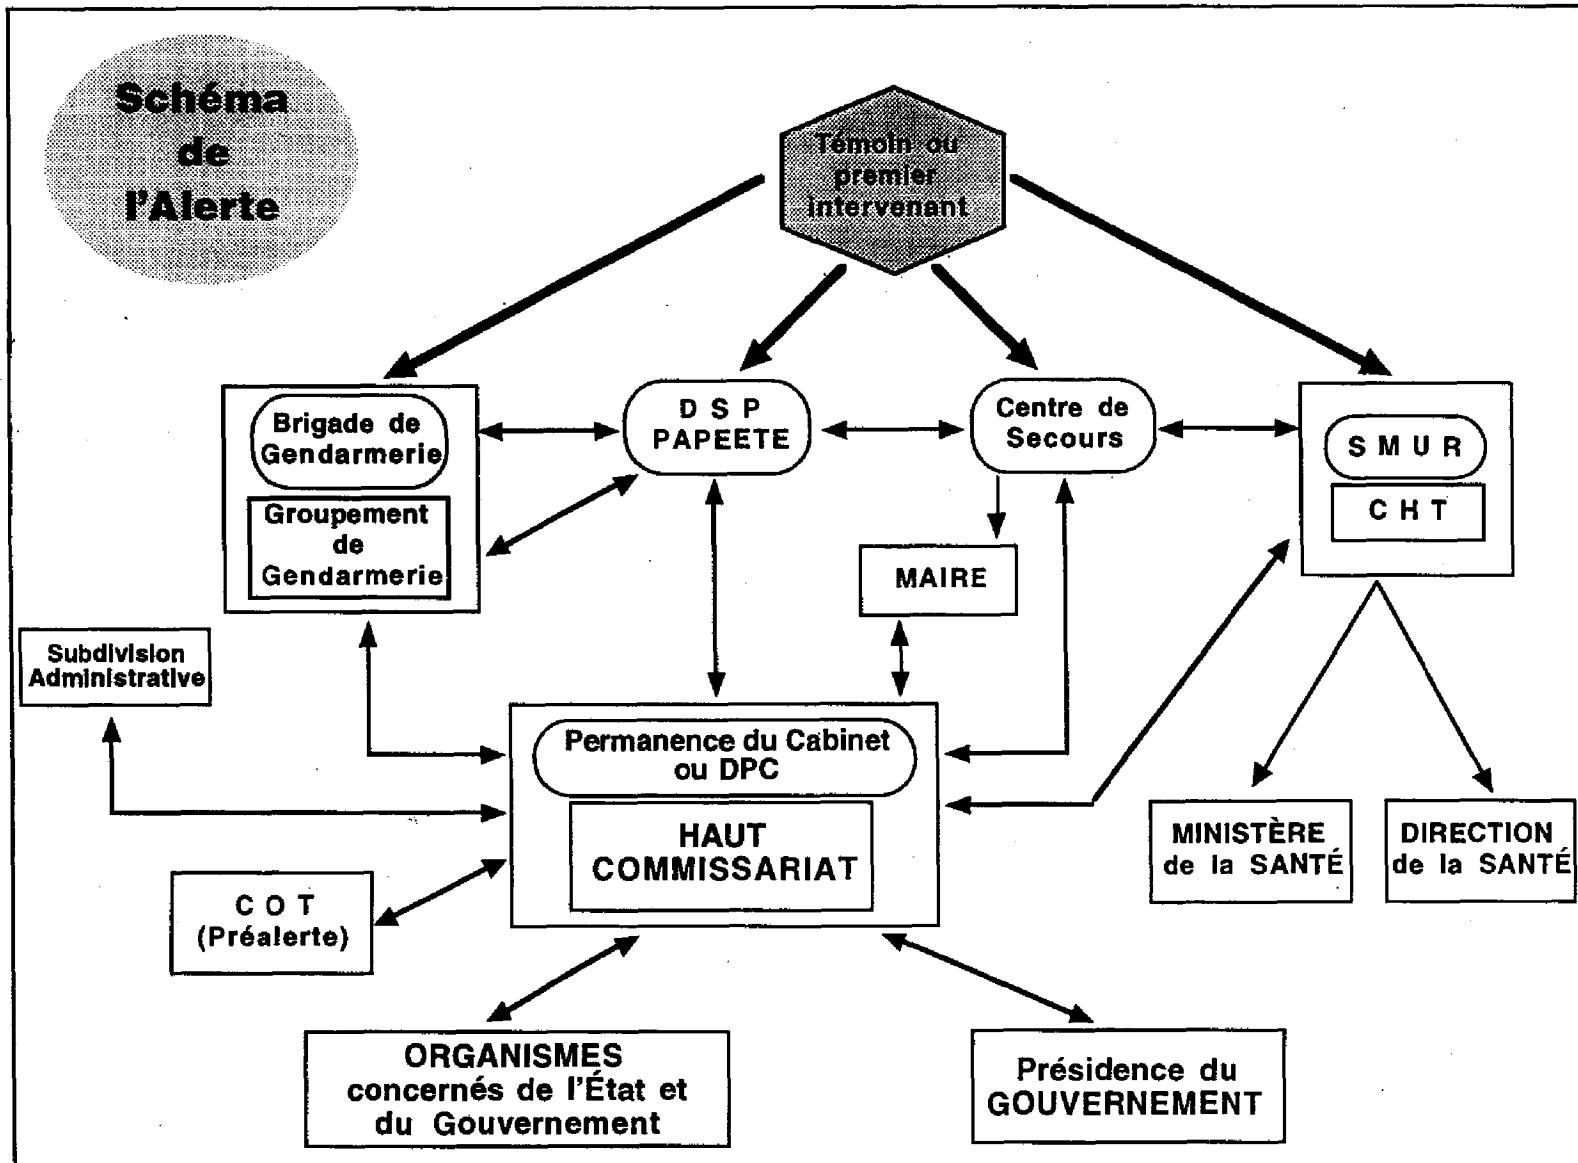 Schéma
de
l'Alerte
Témoin ou
premier
intervenant
Brigade de
Gendarmerie
Groupement
de
Gendarmerie
D S P
PAPEETE
Centre de
Secours
S M U R
C H T
MAIRE
Subdivision
Administrative
Permanence du Cabinet
ou DPC
HAUT
COMMISSARIAT
MINISTÈRE
de la SANTÉ
DIRECTION
de la SANTÉ
C O T
(Préalerte)
ORGANISMES
concernés de l'État et
du Gouvernement
Présidence du
GOUVERNEMENT